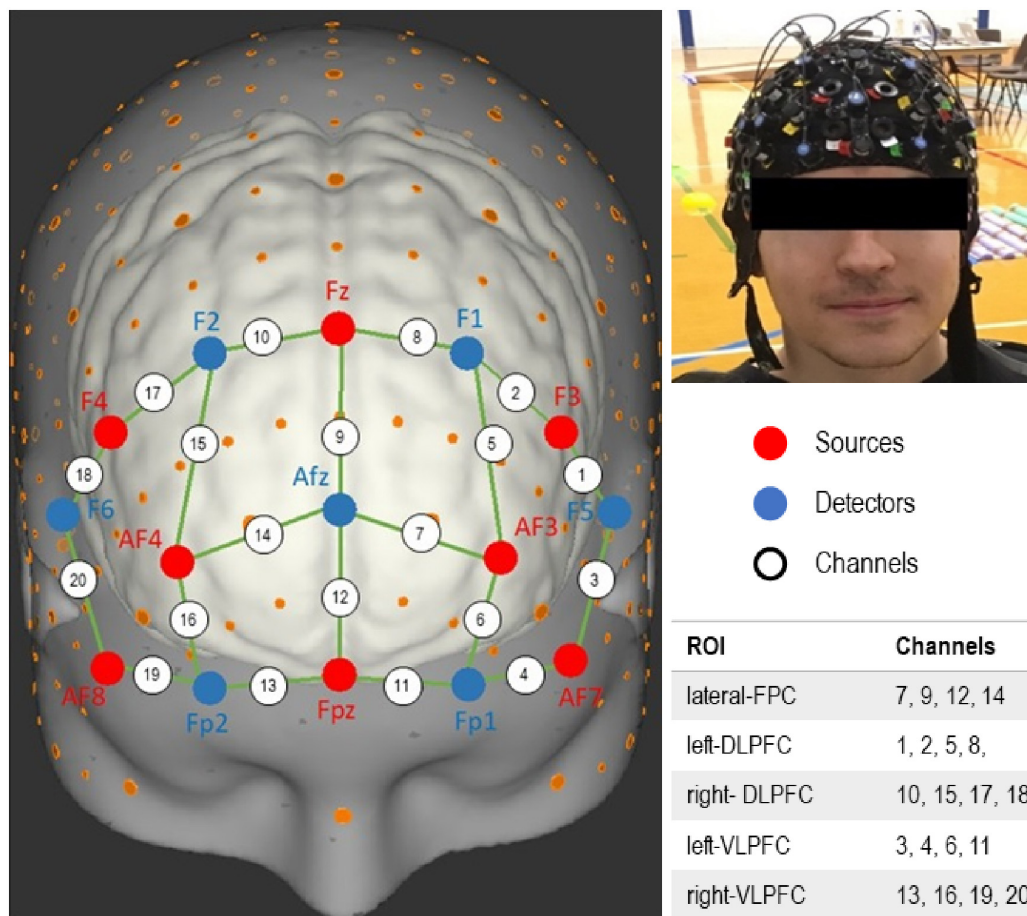 Fz
F2
F1
10
8
17
2
F4
F3
15
9
5
18
1
Afz
F6
F5
14
7
AF4
AF3
20
3
12
16
6
19
13
11
4
AF8
Fp2
Fpz
Fp1
AF7
Sources
Detectors
Channels
ROI Channels
lateral-FPC 7, 9, 12, 14
left-DLPFC 1, 2, 5, 8,
right- DLPFC 10, 15, 17, 18
left-VLPFC 3, 4, 6, 11
right-VLPFC 13, 16, 19, 20